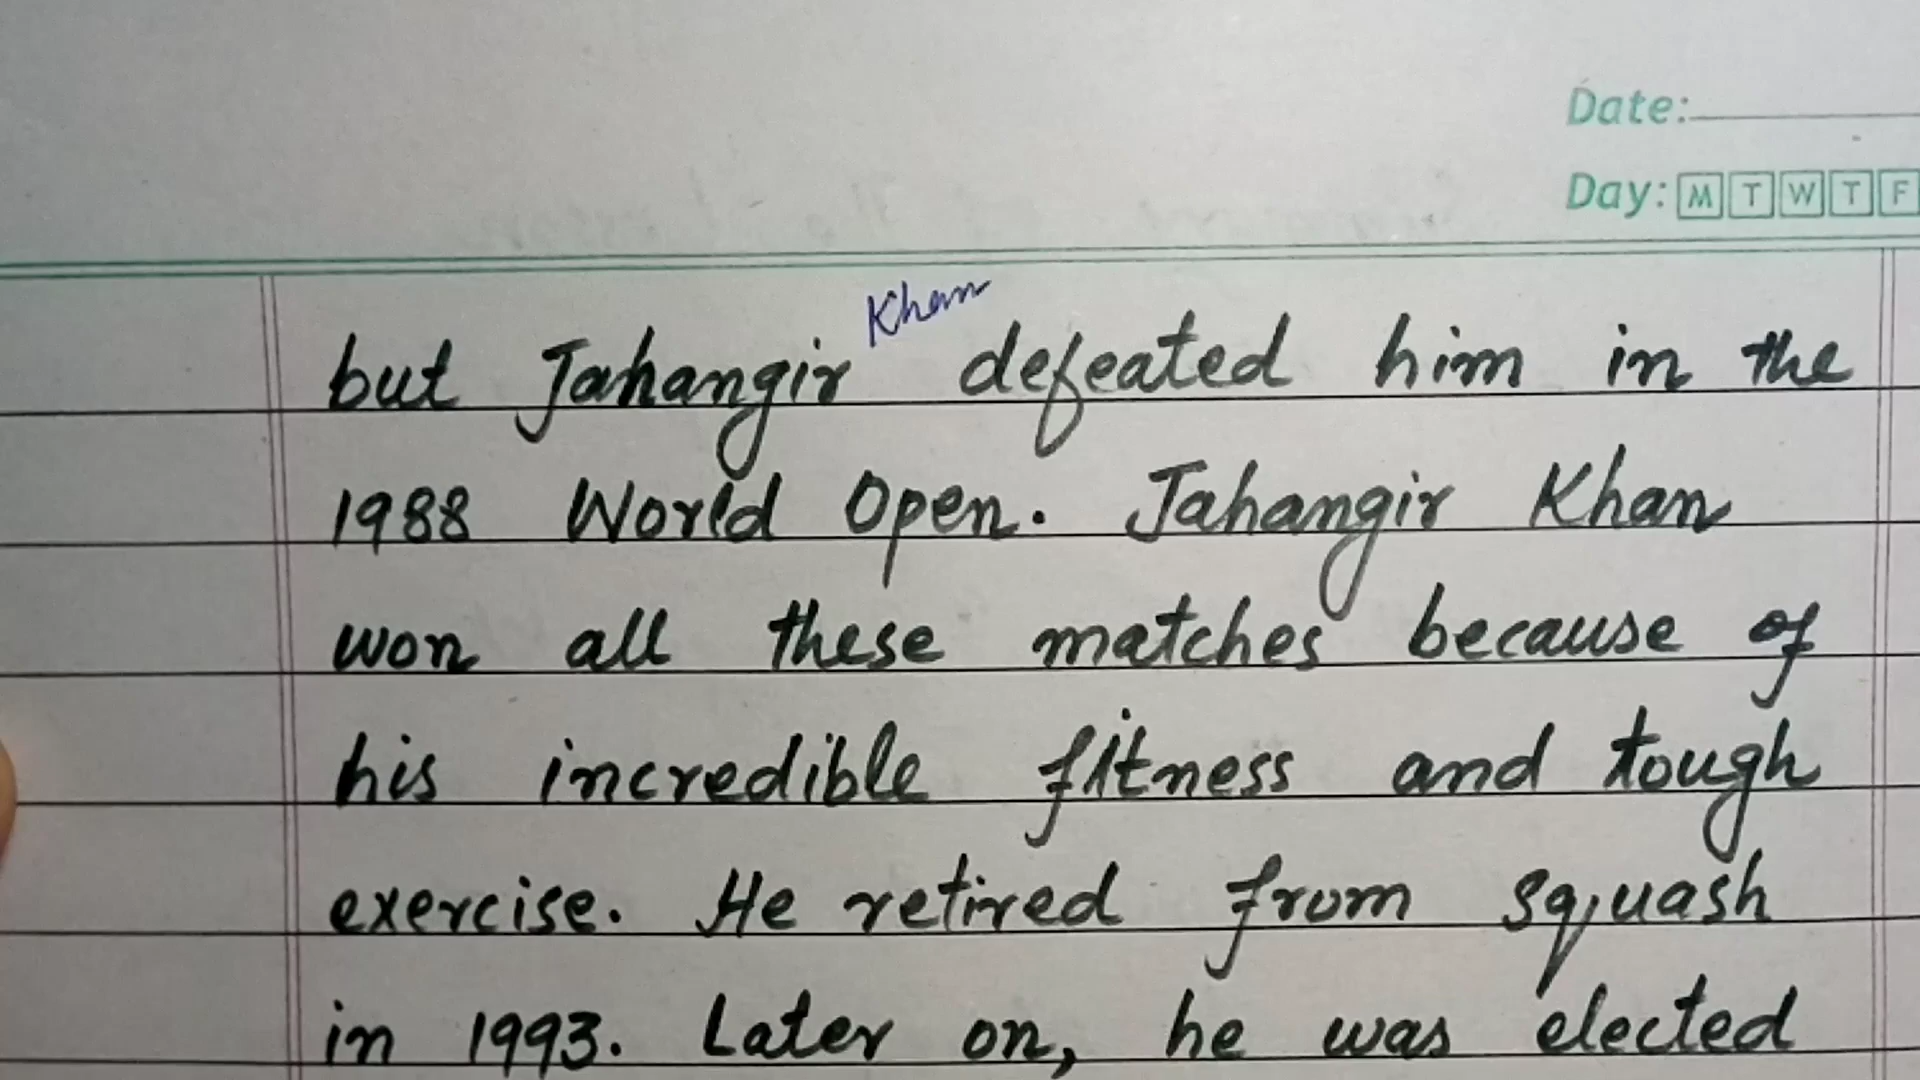 Date:
Day: M T W T F
Khan
but Jahangir defeated him in the
1988 World Open. Jahangir Khan
won all these matches because of
his incredible fitness and tough
exercise. He retired from squash
in 1993. Later on, he was elected